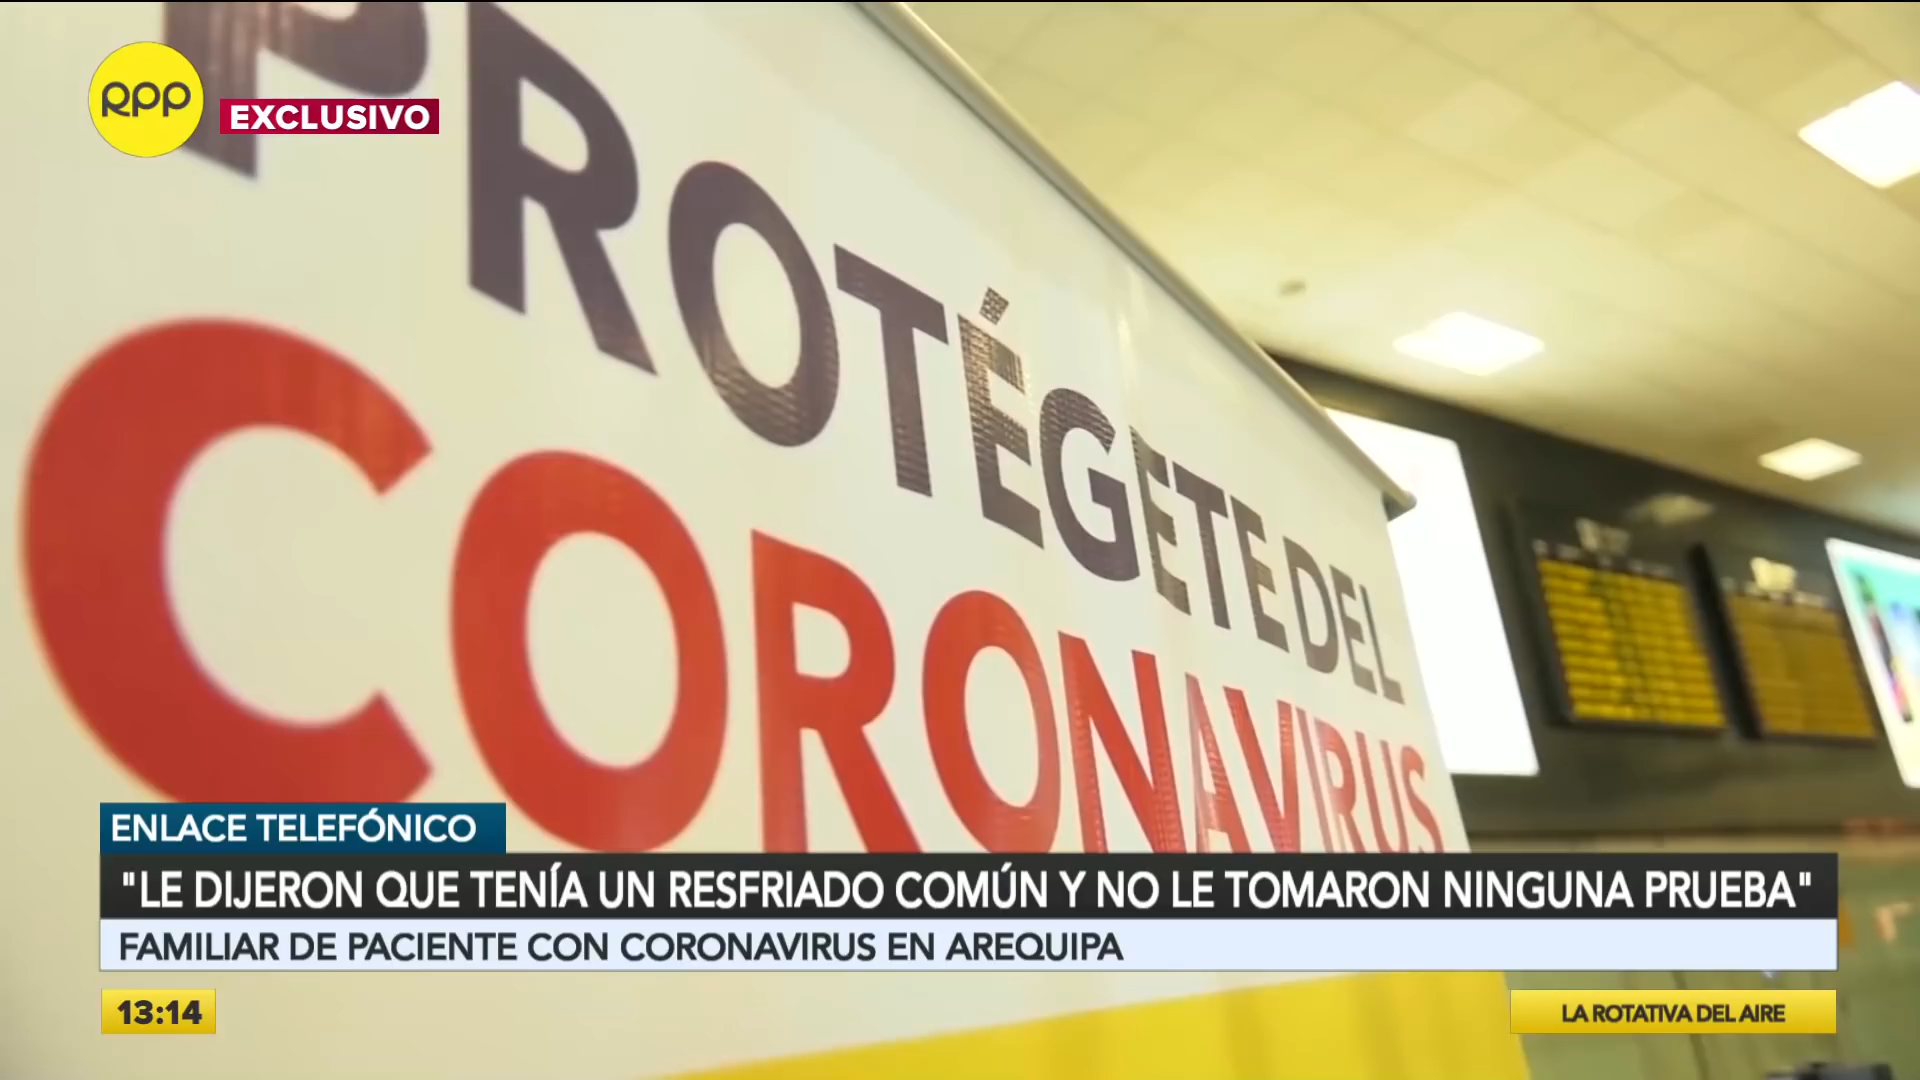 rpp
EXCLUSIVO
PROTÉGETE DEL
CORONAVIRUS
ENLACE TELEFÓNICO
"LE DIJERON QUE TENÍA UN RESFRIADO COMÚN Y NO LE TOMARON NINGUNA PRUEBA"
FAMILIAR DE PACIENTE CON CORONAVIRUS EN AREQUIPA
13:14
LA ROTATIVA DEL AIRE